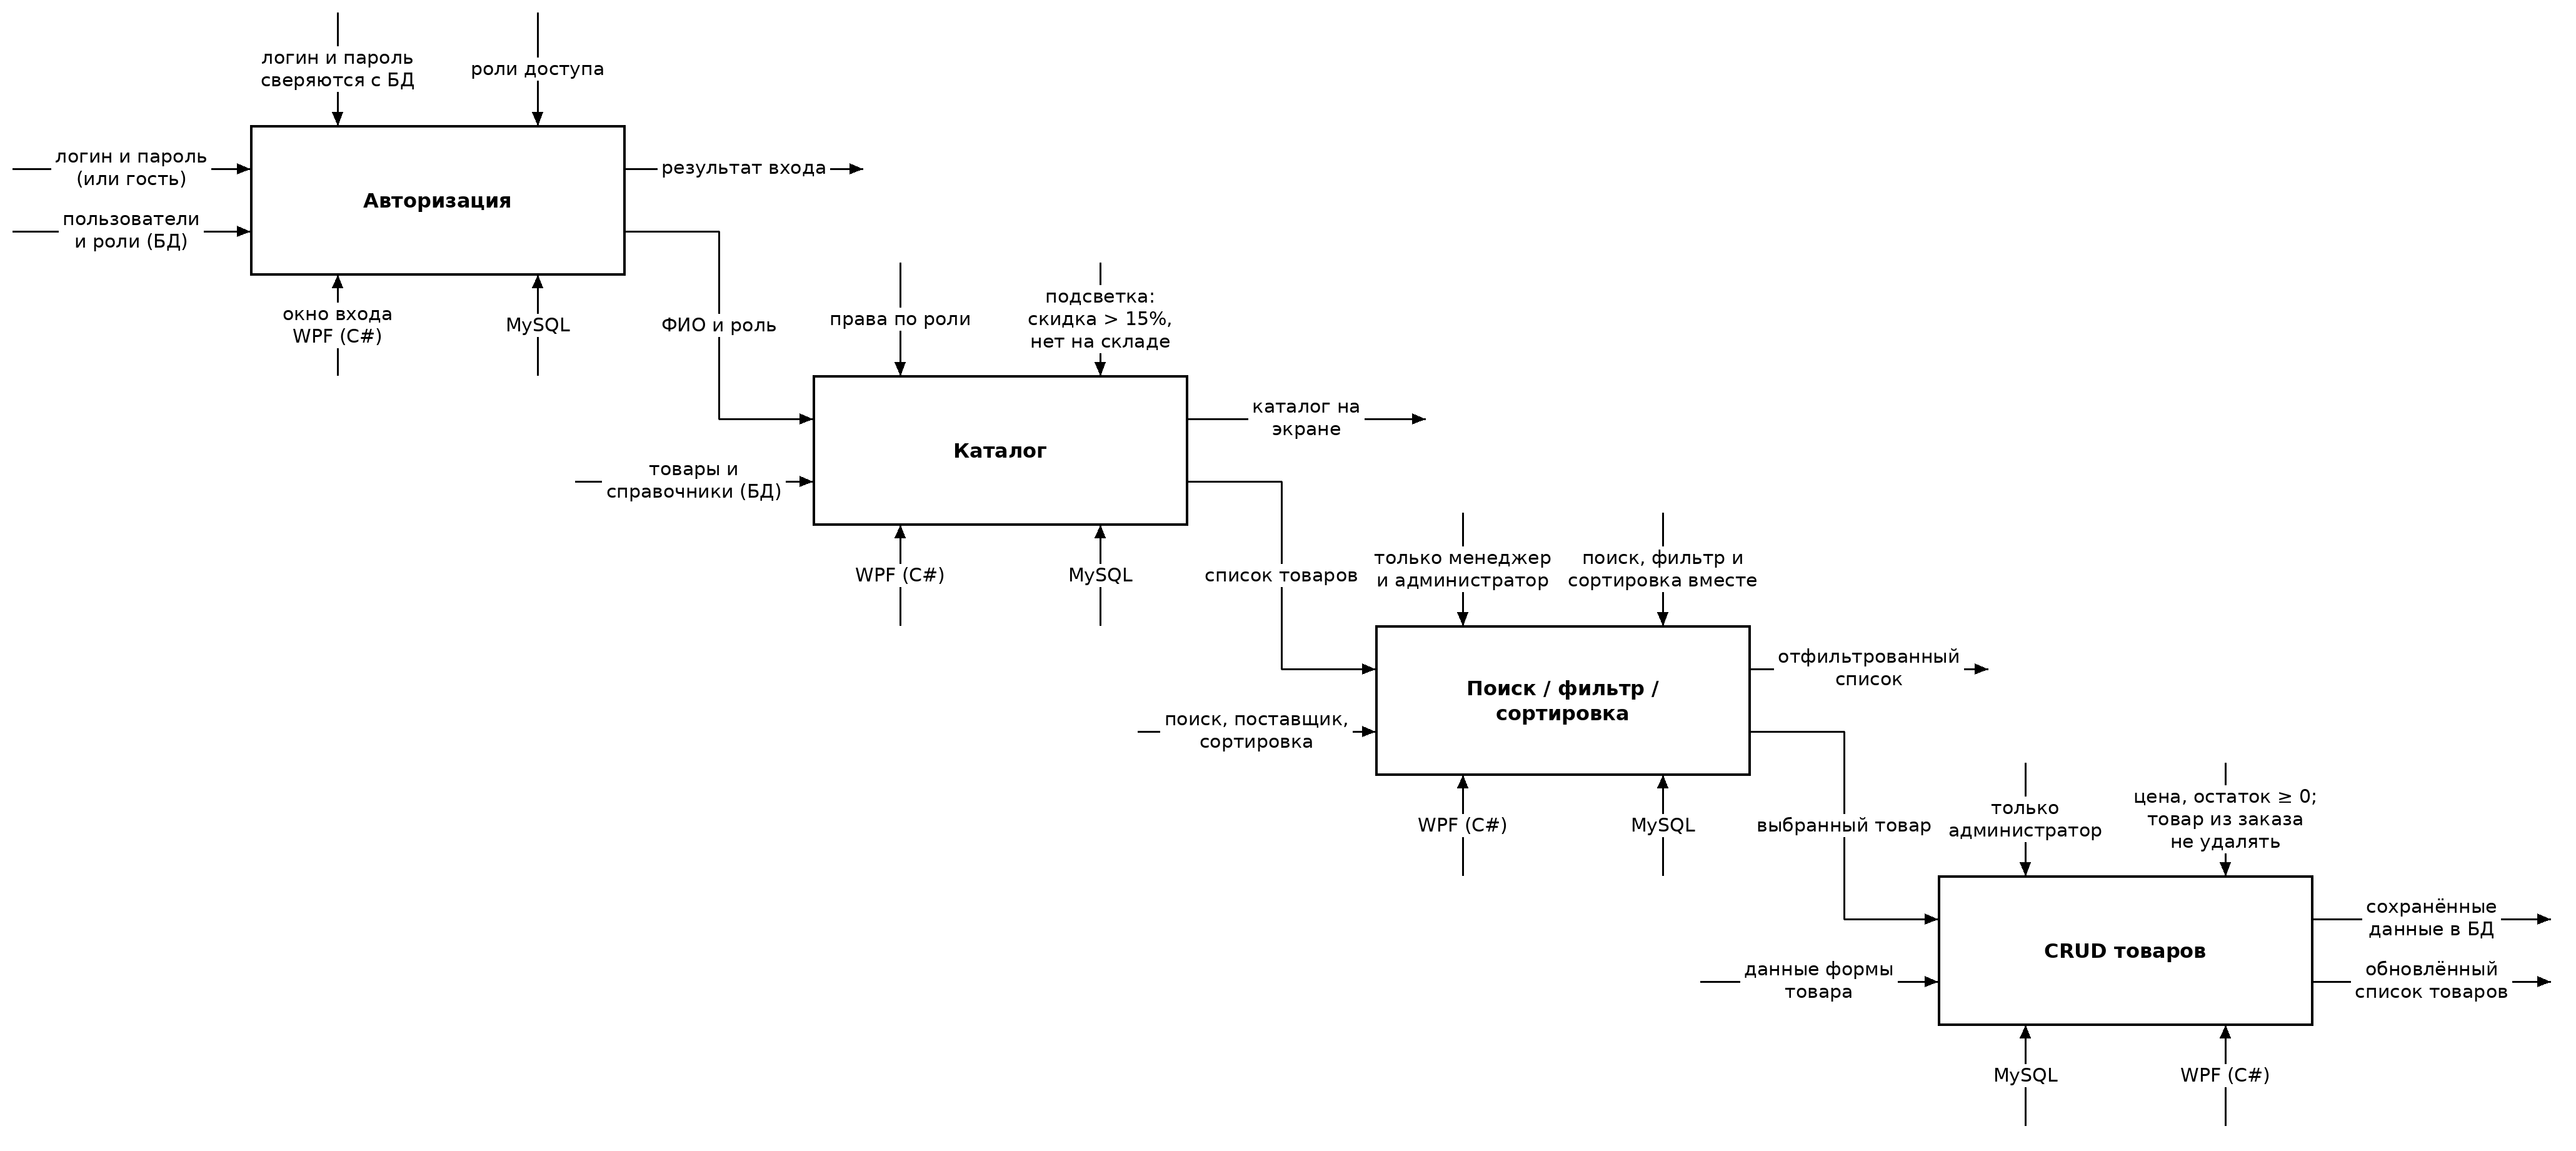 логин и пароль
сверяются с БД
роли доступа
логин и пароль
(или гость)
пользователи
и роли (БД)
Авторизация
результат входа
окно входа
WPF (C#)
MySQL
ФИО и роль
права по роли
подсветка:
скидка > 15%,
нет на складе
товары и
справочники (БД)
Каталог
каталог на
экране
WPF (C#)
MySQL
список товаров
только менеджер
и администратор
поиск, фильтр и
сортировка вместе
поиск, поставщик,
сортировка
Поиск / фильтр /
сортировка
отфильтрованный
список
WPF (C#)
MySQL
выбранный товар
только
администратор
цена, остаток ≥ 0;
товар из заказа
не удалять
данные формы
товара
CRUD товаров
сохранённые
данные в БД
обновлённый
список товаров
MySQL
WPF (C#)